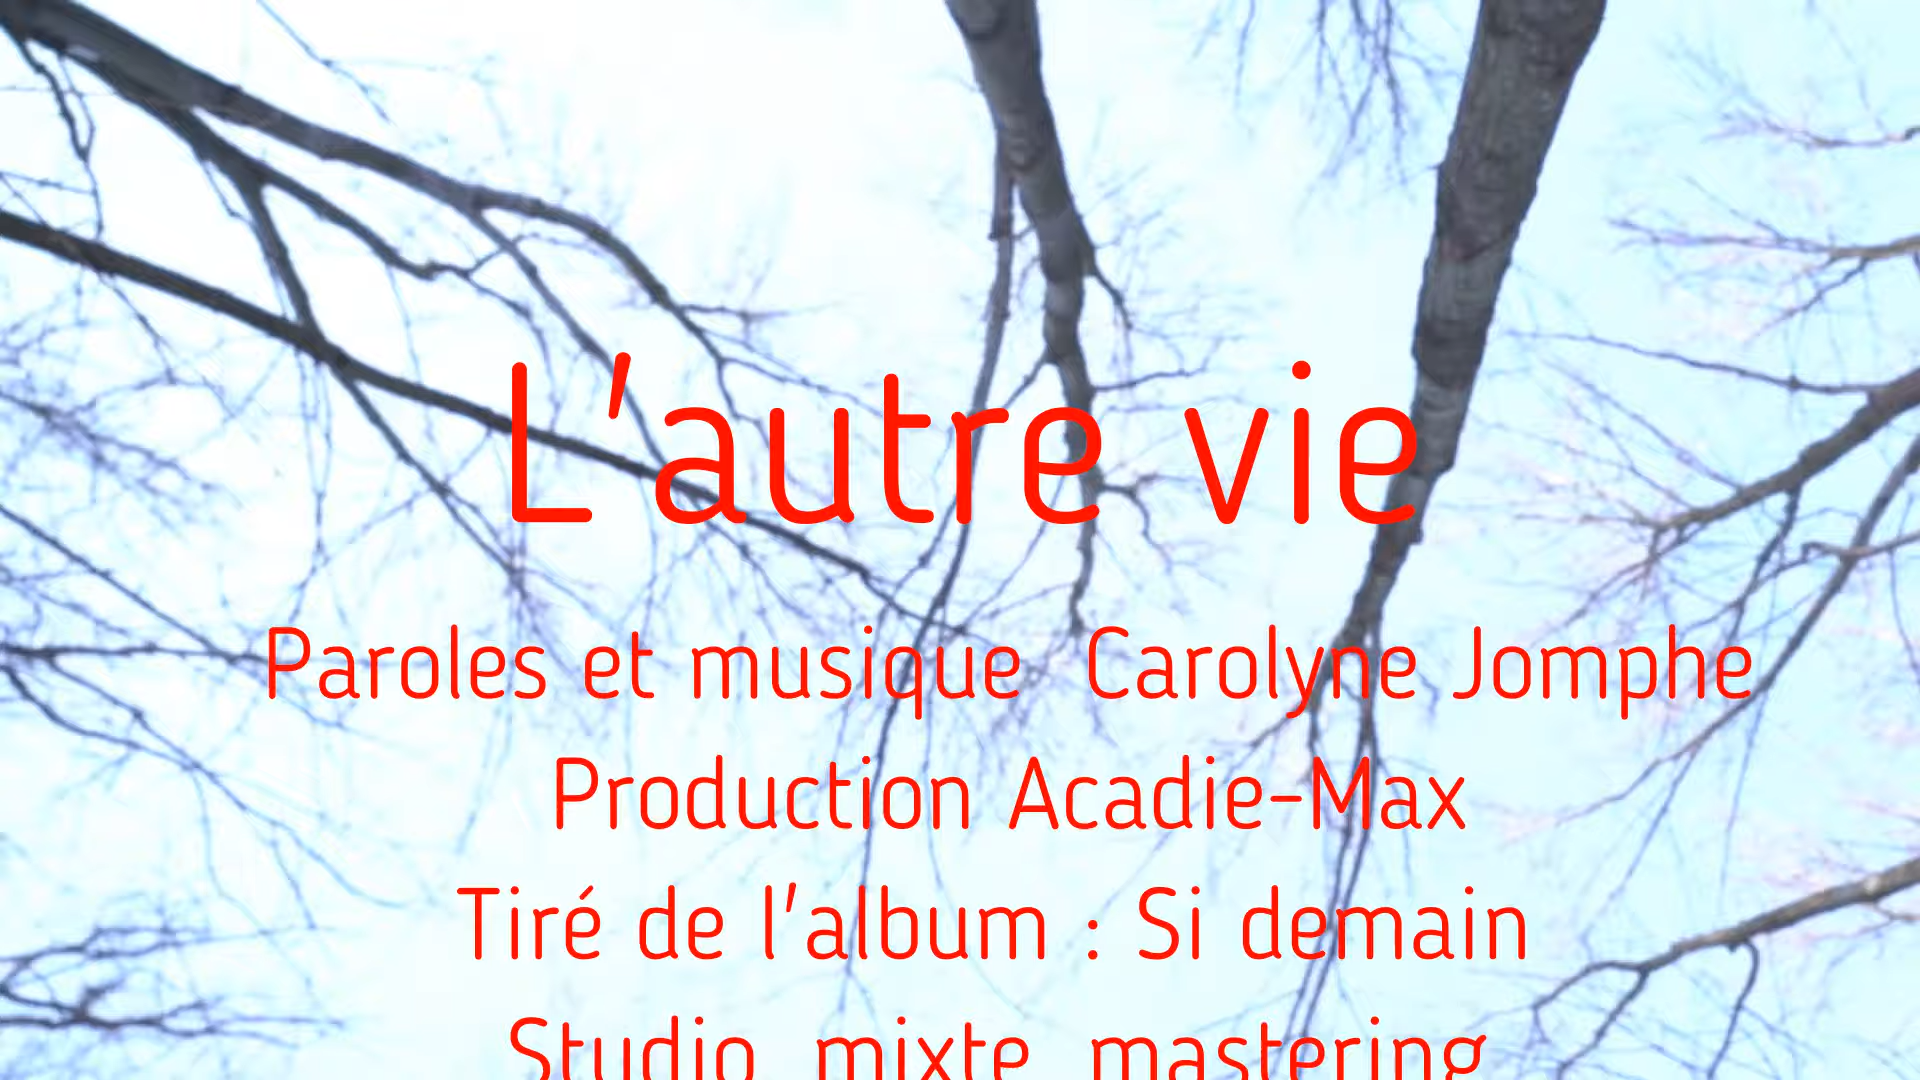 L'autre vie
Paroles et musique  Carolyne Jomphe
Production Acadie-Max
Tiré de l'album : Si demain
Studio  mixte  mastering